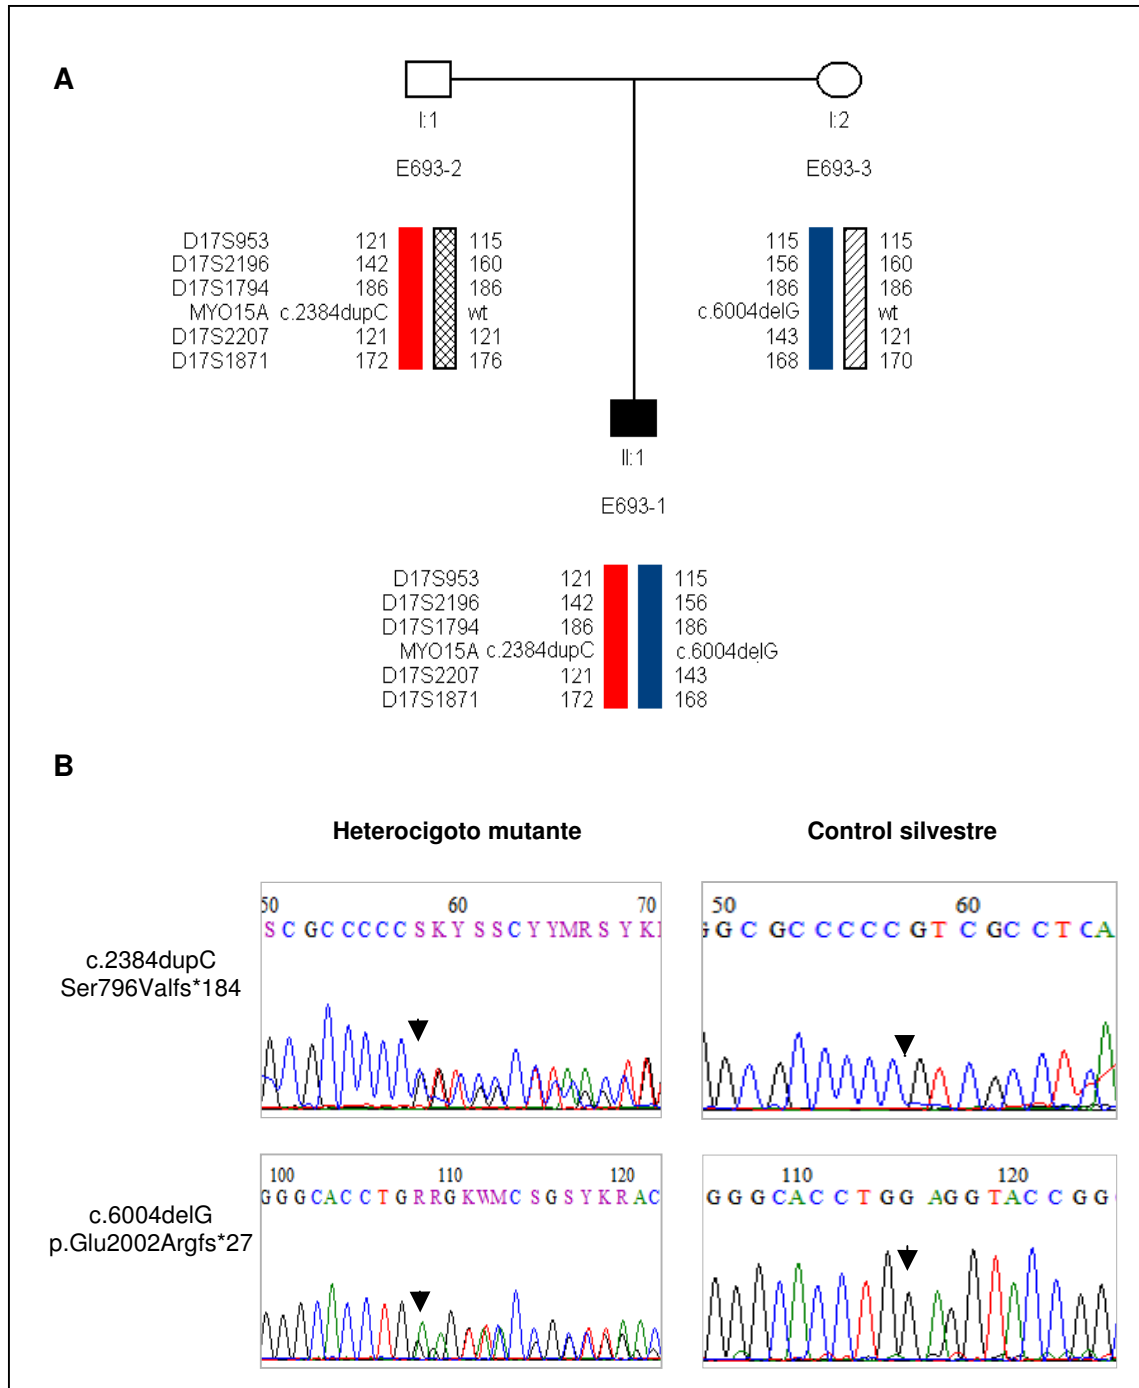 A
I:1
I:2
E693-2
E693-3
D17S953 121 115 115 115
D17S2196 142 160 156 160
D17S1794 186 186 186 186
MYO15A c.2384dupC wt c.6004delG wt
D17S2207 121 121 143 121
D17S1871 172 176 168 170
II:1
E693-1
D17S953 121 115
D17S2196 142 156
D17S1794 186 186
MYO15A c.2384dupC c.6004delG
D17S2207 121 143
D17S1871 172 168
B
Heterocigoto mutante Control silvestre
50 60 70
S C G C C C C C S K Y S S C Y Y M R S Y K
50 60
G G C G C C C C C G T C G C C T C A
c.2384dupC
Ser796Valfs*184
100 110 120
G G G C A C C T G R R G K W M C S G S Y K R A C
110 120
G G G C A C C T G G A G G T A C C G G
c.6004delG
p.Glu2002Argfs*27